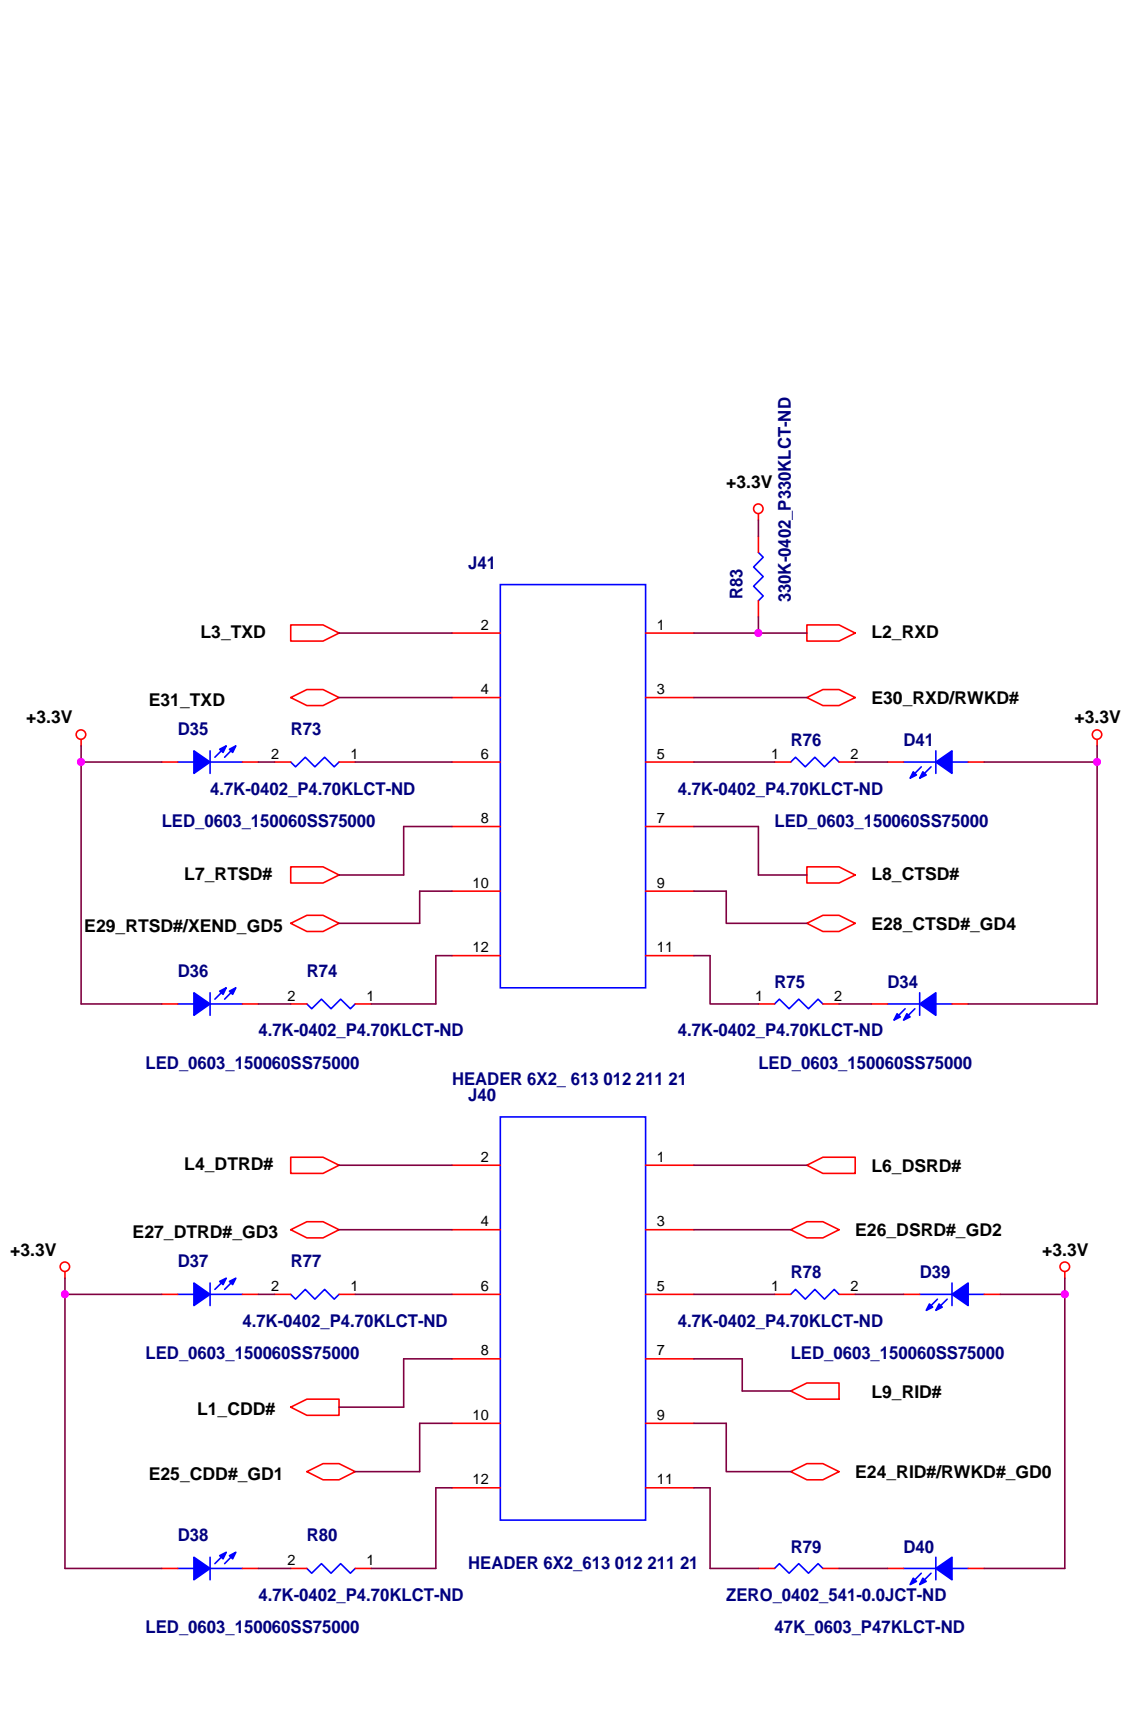 330K-0402_P330KLCT-ND
+3.3V
R83
J41
L3_TXD 2 1 L2_RXD
E31_TXD 4 3 E30_RXD/RWKD#
+3.3V D35 R73 R76 D41 +3.3V
2 1 6 5 1 2
4.7K-0402_P4.70KLCT-ND 4.7K-0402_P4.70KLCT-ND
LED_0603_150060SS75000 LED_0603_150060SS75000
8 7
L7_RTSD# L8_CTSD#
10 9
E29_RTSD#/XEND_GD5 E28_CTSD#_GD4
12 11
D36 R74 R75 D34
2 1 1 2
4.7K-0402_P4.70KLCT-ND 4.7K-0402_P4.70KLCT-ND
LED_0603_150060SS75000 LED_0603_150060SS75000
HEADER 6X2_ 613 012 211 21
J40
L4_DTRD# 2 1 L6_DSRD#
E27_DTRD#_GD3 4 3 E26_DSRD#_GD2
+3.3V D37 R77 R78 D39 +3.3V
2 1 6 5 1 2
4.7K-0402_P4.70KLCT-ND 4.7K-0402_P4.70KLCT-ND
LED_0603_150060SS75000 LED_0603_150060SS75000
8 7
L1_CDD# L9_RID#
10 9
E25_CDD#_GD1 E24_RID#/RWKD#_GD0
12 11
D38 R80 R79 D40
2 1
HEADER 6X2_613 012 211 21
4.7K-0402_P4.70KLCT-ND ZERO_0402_541-0.0JCT-ND
LED_0603_150060SS75000 47K_0603_P47KLCT-ND